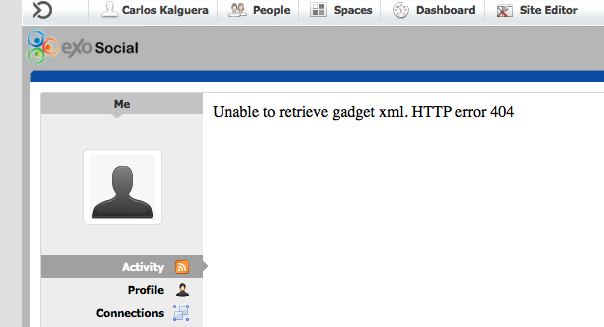 Carlos Kalguera People Spaces Dashboard Site Editor
eXo Social
Me
Unable to retrieve gadget xml. HTTP error 404
Activity
Profile
Connections